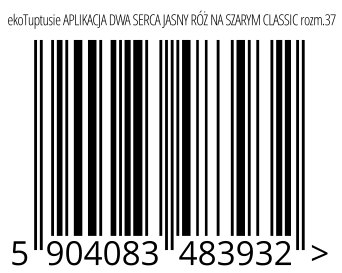 ekoTuptusie APLIKACJA DWA SERCA JASNY RÓŻ NA SZARYM CLASSIC rozm.37
5 904083 483932 >